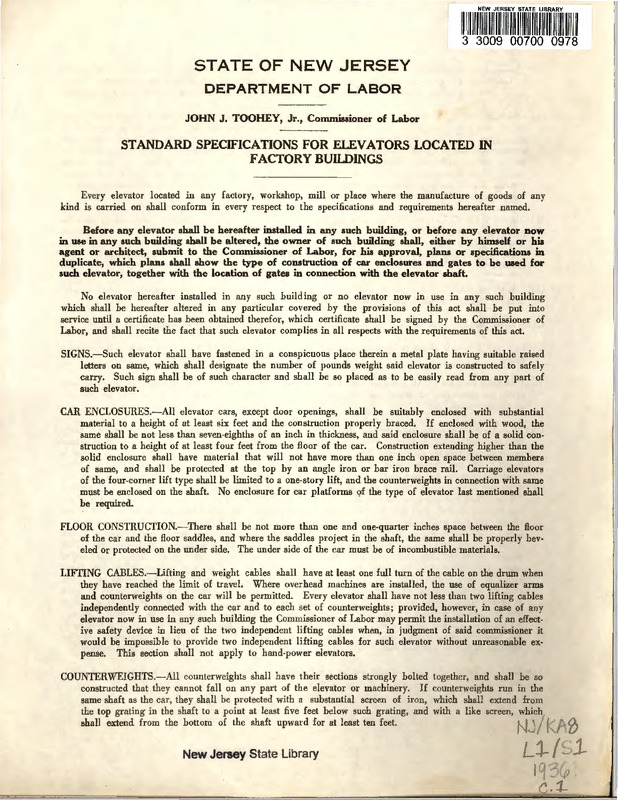 NEW JERSEY STATE LIBRARY
3 3009 00700 0978
STATE OF NEW JERSEY
DEPARTMENT OF LABOR
JOHN J. TOOHEY, Jr., Commissioner of Labor
STANDARD SPECIFICATIONS FOR ELEVATORS LOCATED IN
FACTORY BUILDINGS
Every elevator located in any factory, workshop, mill or place where the manufacture of goods of any
kind is carried on shall conform in every respect to the specifications and requirements hereafter named.
Before any elevator shall be hereafter installed in any such building, or before any elevator now
in use in any such building shall be altered, the owner of such building shall, either by himself or his
agent or architect, submit to the Commissioner of Labor, for his approval, plans or specifications in
duplicate, which plans shall show the type of construction of car enclosures and gates to be used for
such elevator, together with the location of gates in connection with the elevator shaft.
No elevator hereafter installed in any such building or no elevator now in use in any such building
which shall be hereafter altered in any particular covered by the provisions of this act shall be put into
service until a certificate has been obtained therefor, which certificate shall be signed by the Commissioner of
Labor, and shall recite the fact that such elevator complies in all respects with the requirements of this act.
SIGNS.—Such elevator shall have fastened in a conspicuous place therein a metal plate having suitable raised
letters on same, which shall designate the number of pounds weight said elevator is constructed to safely
carry. Such sign shall be of such character and shall be so placed as to be easily read from any part of
such elevator.
CAR ENCLOSURES.—All elevator cars, except door openings, shall be suitably enclosed with substantial
material to a height of at least six feet and the construction properly braced. If enclosed with wood, the
same shall be not less than seven-eighths of an inch in thickness, and said enclosure shall be of a solid con-
struction to a height of at least four feet from the floor of the car. Construction extending higher than the
solid enclosure shall have material that will not have more than one inch open space between members
of same, and shall be protected at the top by an angle iron or bar iron brace rail. Carriage elevators
of the four-corner lift type shall be limited to a one-story lift, and the counterweights in connection with same
must be enclosed on the shaft. No enclosure for car platforms of the type of elevator last mentioned shall
be required.
FLOOR CONSTRUCTION.—There shall be not more than one and one-quarter inches space between the floor
of the car and the floor saddles, and where the saddles project in the shaft, the same shall be properly bev-
eled or protected on the under side. The under side of the car must be of incombustible materials.
LIFTING CABLES.—Lifting and weight cables shall have at least one full turn of the cable on the drum when
they have reached the limit of travel. Where overhead machines are installed, the use of equalizer arms
and counterweights on the car will be permitted. Every elevator shall have not less than two lifting cables
independently connected with the car and to each set of counterweights; provided, however, in case of any
elevator now in use in any such building the Commissioner of Labor may permit the installation of an effect-
ive safety device in lieu of the two independent lifting cables when, in judgment of said commissioner it
would be impossible to provide two independent lifting cables for such elevator without unreasonable ex-
pense. This section shall not apply to hand-power elevators.
COUNTERWEIGHTS.—All counterweights shall have their sections strongly bolted together, and shall be so
constructed that they cannot fall on any part of the elevator or machinery. If counterweights run in the
same shaft as the car, they shall be protected with a substantial screen of iron, which shall extend from
the top grating in the shaft to a point at least five feet below such grating, and with a like screen, which
shall extend from the bottom of the shaft upward for at least ten feet.
NJ/KA8
L1/S1
1936
c.1
New Jersey State Library